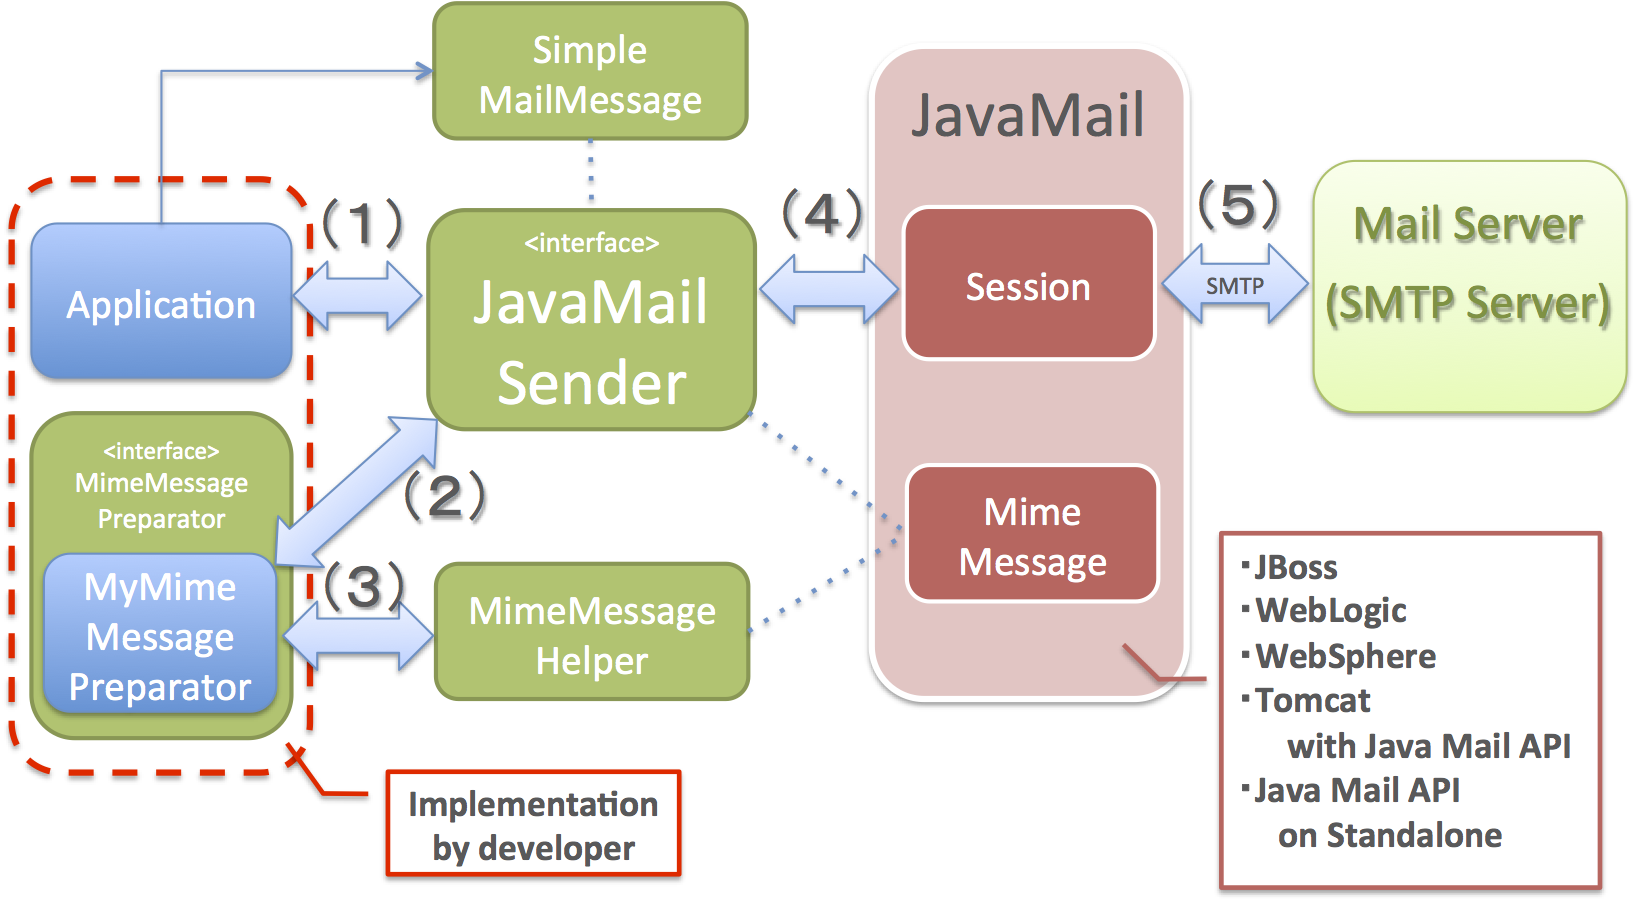 Simple
MailMessage
(1)
Application
<interface>
JavaMail
Sender
(4)
JavaMail
Session
(5)
SMTP
Mail Server
(SMTP Server)
<interface>
MimeMessage
Preparator
MyMime
Message
Preparator
(2)
(3)
MimeMessage
Helper
Mime
Message
・JBoss
・WebLogic
・WebSphere
・Tomcat
with Java Mail API
・Java Mail API
on Standalone
Implementation
by developer